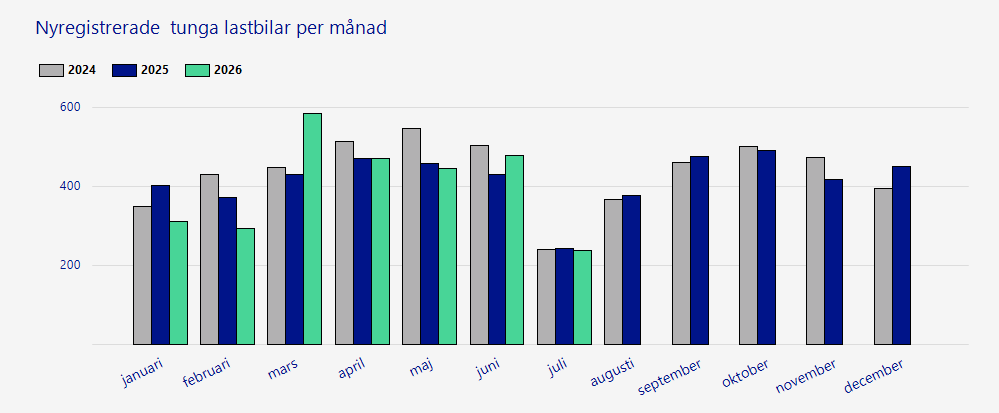 Nyregistrerade  tunga lastbilar per månad
2024 2025 2026
600
400
200
januari februari mars april maj juni juli augusti september oktober november december